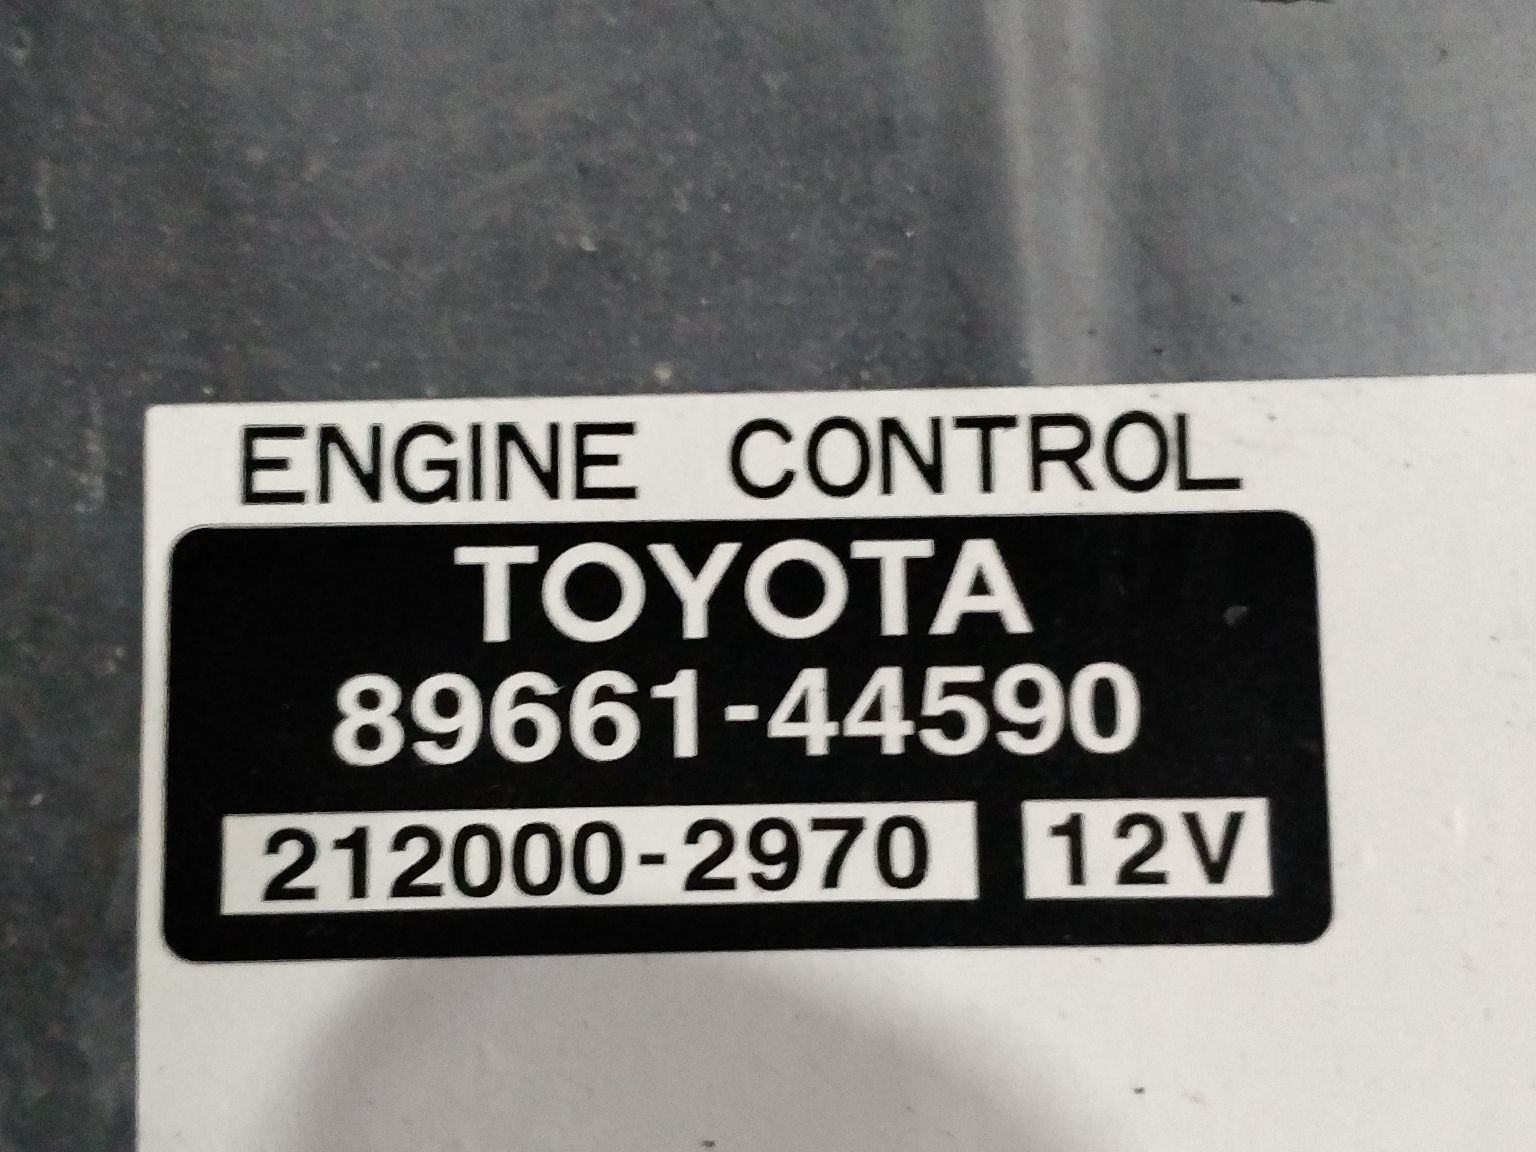 ENGINE CONTROL
TOYOTA
89661-44590
212000-2970 12V